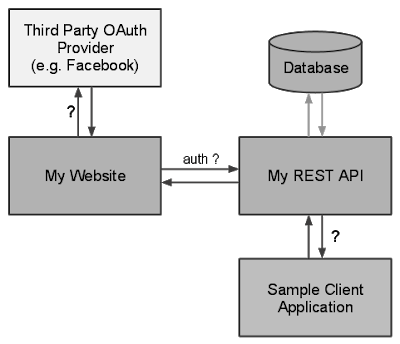 Third Party OAuth
Provider
(e.g. Facebook)
Database
?
My Website
auth ?
My REST API
?
Sample Client
Application